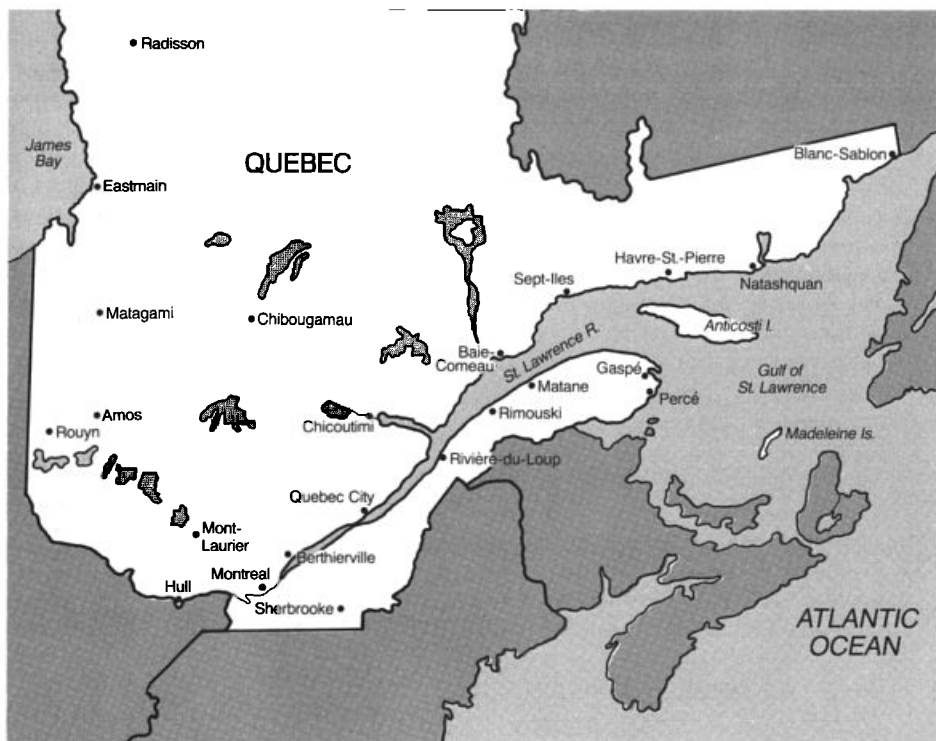 Radisson
James
Bay
QUEBEC
Blanc-Sablon
Eastmain
Havre-St.-Pierre
Sept-Iles
Natashquan
Matagami
Chibougamau
Anticosti I.
St. Lawrence R.
Baie-
Comeau
Gaspé
Gulf of
St. Lawrence
Matane
Percé
Amos
Rimouski
Chicoutimi
Rouyn
Madeleine Is.
Rivière-du-Loup
Quebec City
Mont-
Laurier
Berthierville
Montreal
Hull
Sherbrooke
ATLANTIC
OCEAN